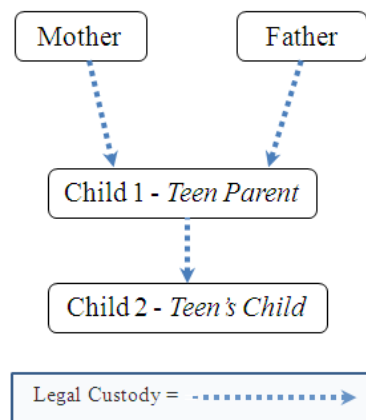 Mother
Father
Child 1 - Teen Parent
Child 2 - Teen's Child
Legal Custody =